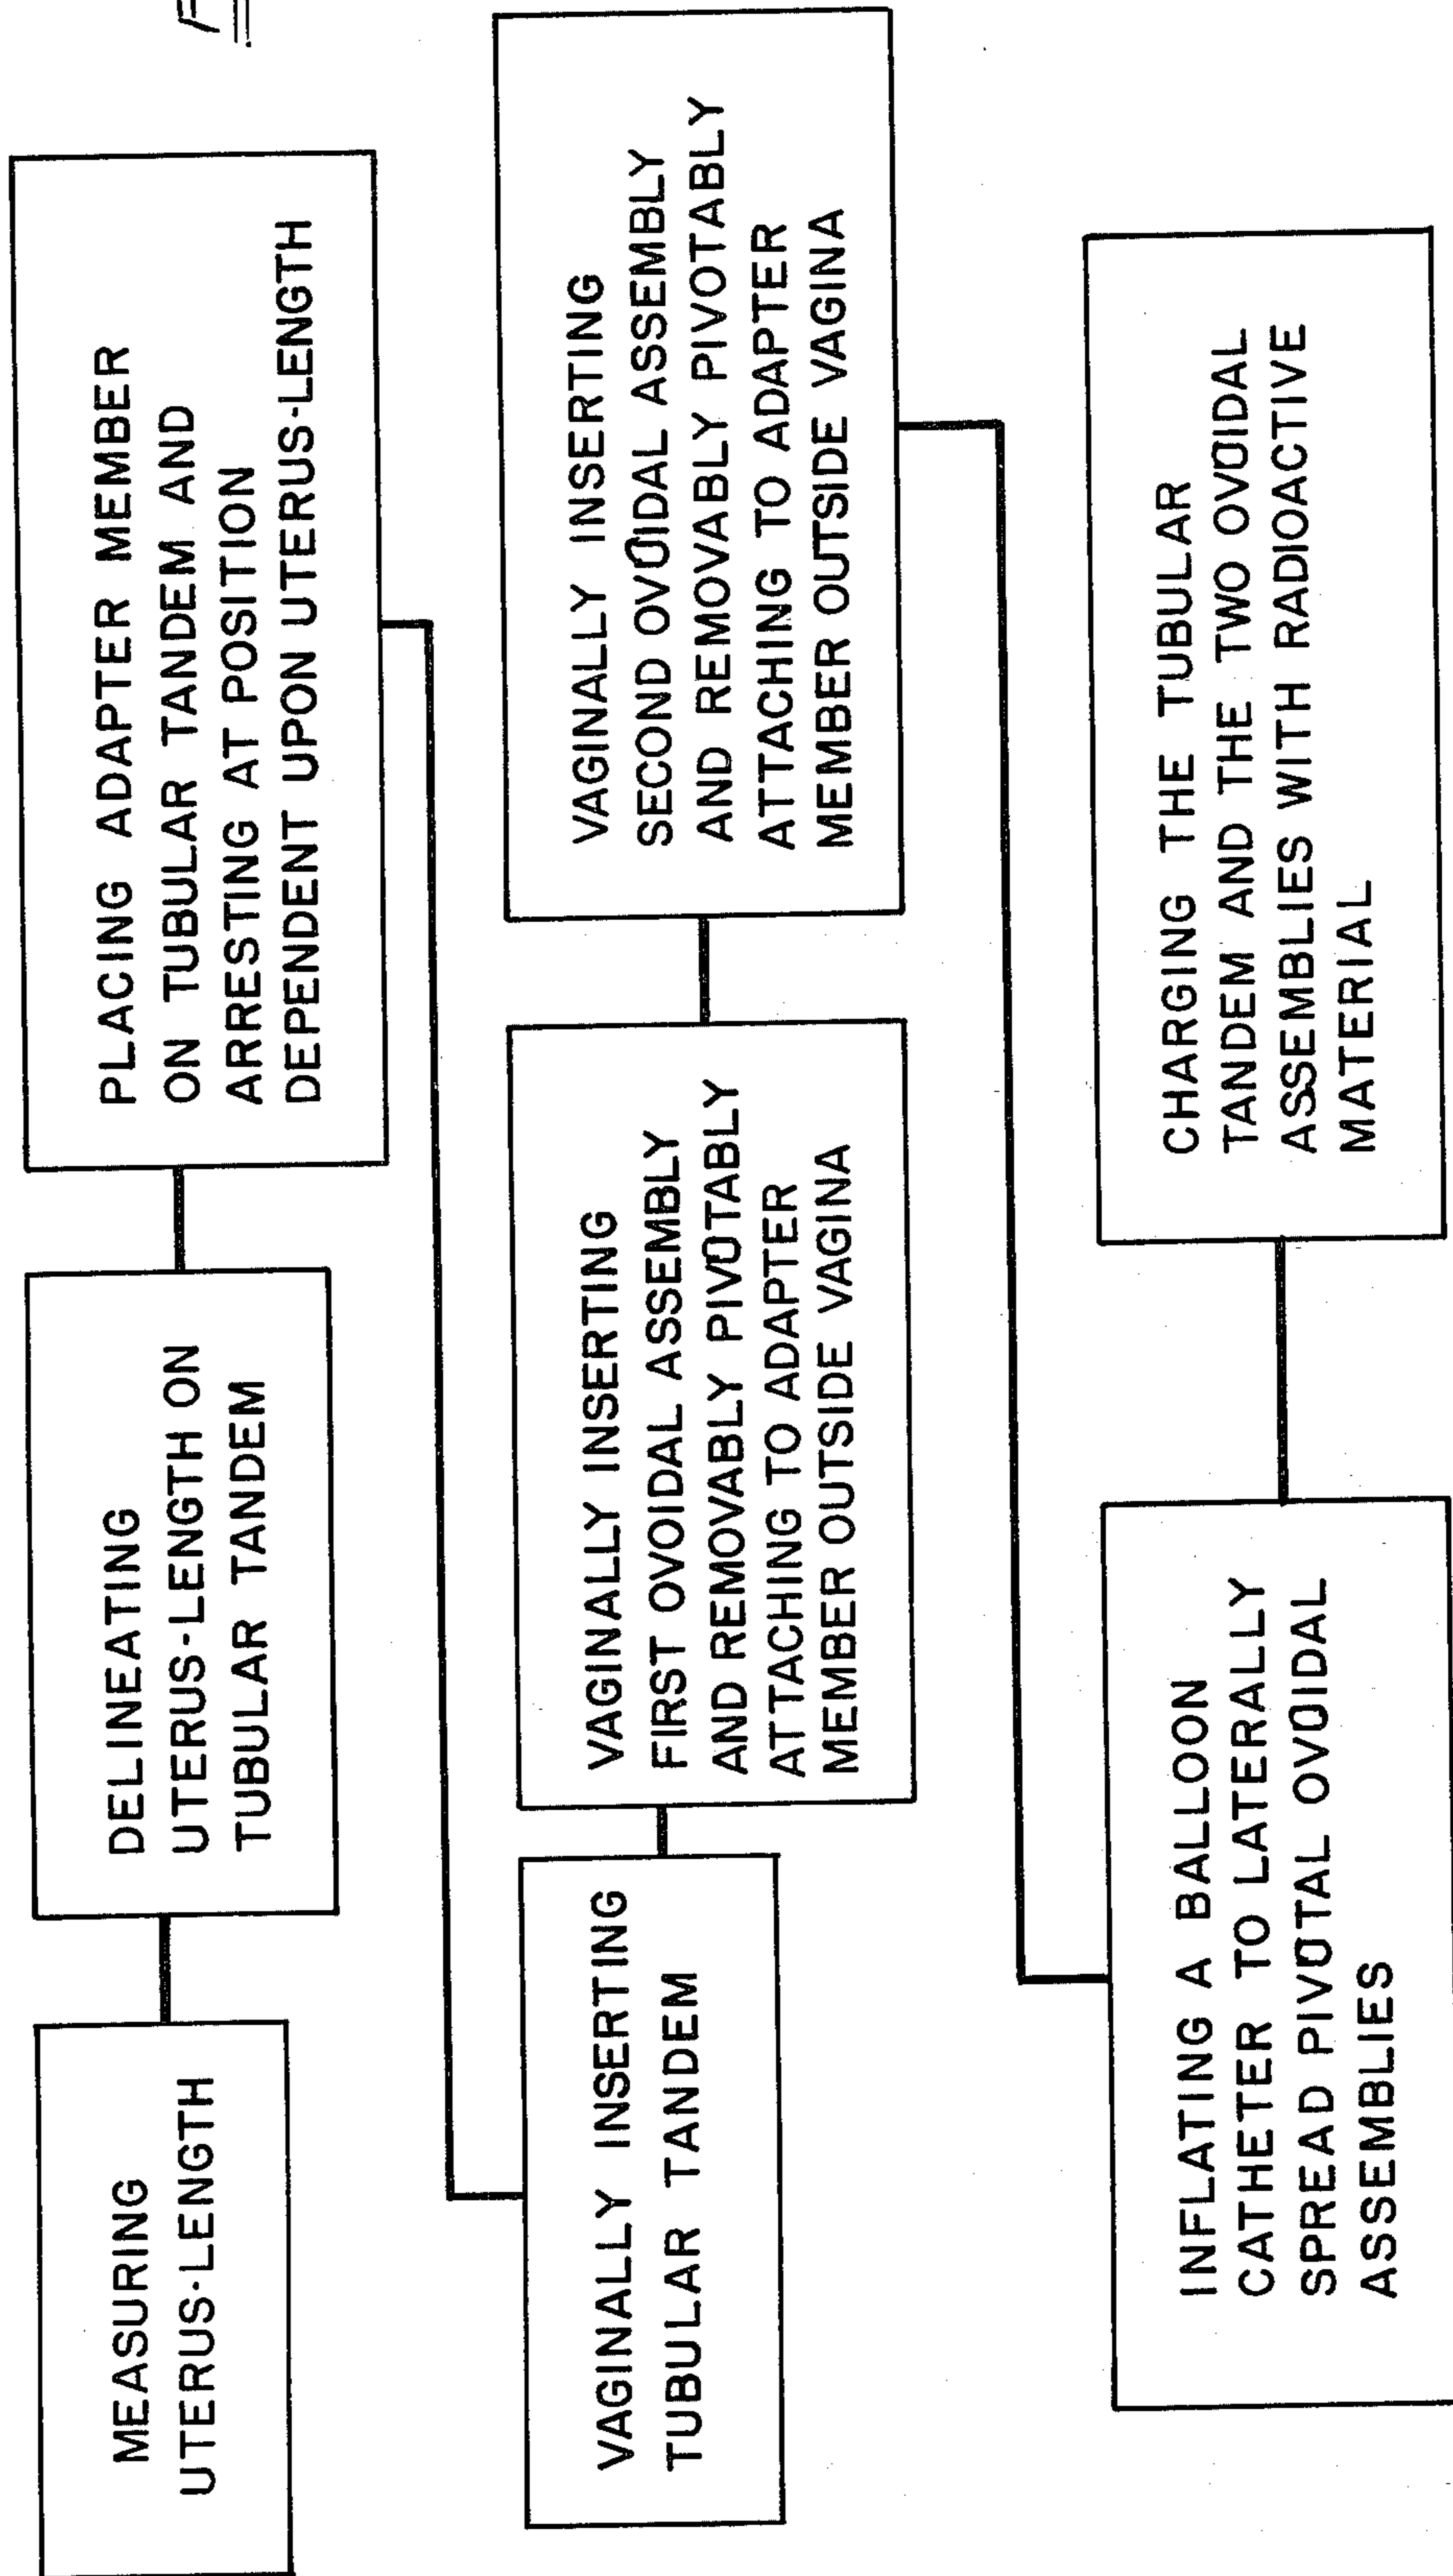 MEASURING
UTERUS-LENGTH
DELINEATING
UTERUS-LENGTH ON
TUBULAR TANDEM
PLACING ADAPTER MEMBER
ON TUBULAR TANDEM AND
ARRESTING AT POSITION
DEPENDENT UPON UTERUS-LENGTH
VAGINALLY INSERTING
TUBULAR TANDEM
VAGINALLY INSERTING
FIRST OVOIDAL ASSEMBLY
AND REMOVABLY PIVOTABLY
ATTACHING TO ADAPTER
MEMBER OUTSIDE VAGINA
VAGINALLY INSERTING
SECOND OVOIDAL ASSEMBLY
AND REMOVABLY PIVOTABLY
ATTACHING TO ADAPTER
MEMBER OUTSIDE VAGINA
INFLATING A BALLOON
CATHETER TO LATERALLY
SPREAD PIVOTAL OVOIDAL
ASSEMBLIES
CHARGING THE TUBULAR
TANDEM AND THE TWO OVOIDAL
ASSEMBLIES WITH RADIOACTIVE
MATERIAL